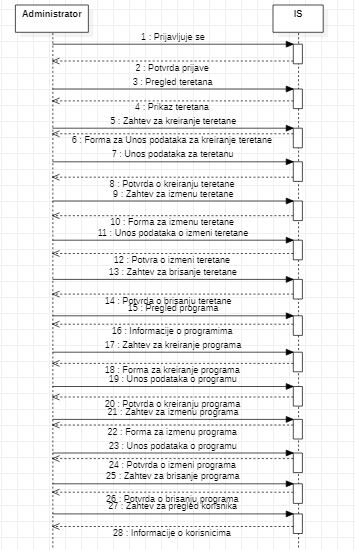 Administrator
IS
1 : Prijavljuje se
2 : Potvrda prijave
3 : Pregled teretana
4 : Prikaz teretana
5 : Zahtev za kreiranje teretane
6 : Forma za Unos podataka za kreiranje teretane
7 : Unos podataka za teretanu
8 : Potvrda o kreiranju teretane
9 : Zahtev za izmenu teretane
10 : Forma za izmenu teretane
11 : Unos podataka o izmeni teretane
12 : Potvra o izmeni teretane
13 : Zahtev za brisanje teretane
14 : Potvrda o brisanju teretane
15 : Pregled programa
16 : Informacije o programima
17 : Zahtev za kreiranje programa
18 : Forma za kreiranje programa
19 : Unos podataka o programu
20 : Potvrda o kreiranju programa
21 : Zahtev za izmenu programa
22 : Forma za izmenu programa
23 : Unos podataka o programu
24 : Potvrda o izmeni programa
25 : Zahtev za brisanje programa
26 : Potvrda o brisanju programa
27 : Zahtev za pregled korisnika
28 : Informacije o korisnicima